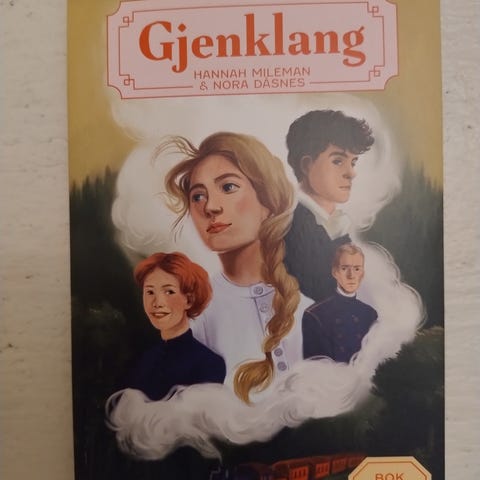 Gjenklang
HANNAH MILEMAN
& NORA DÅSNES
BOK